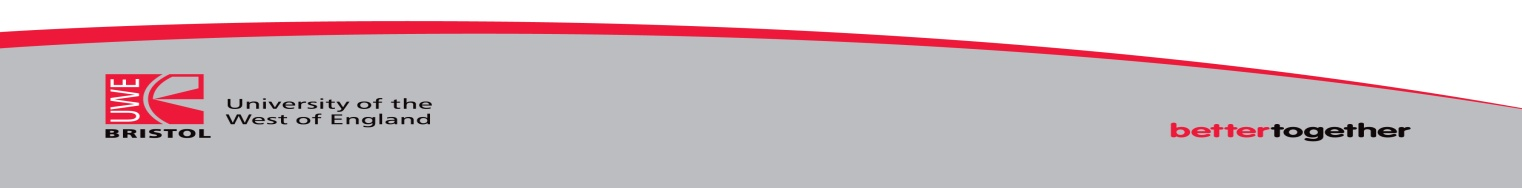 UWE
BRISTOL
University of the
West of England
bettertogether